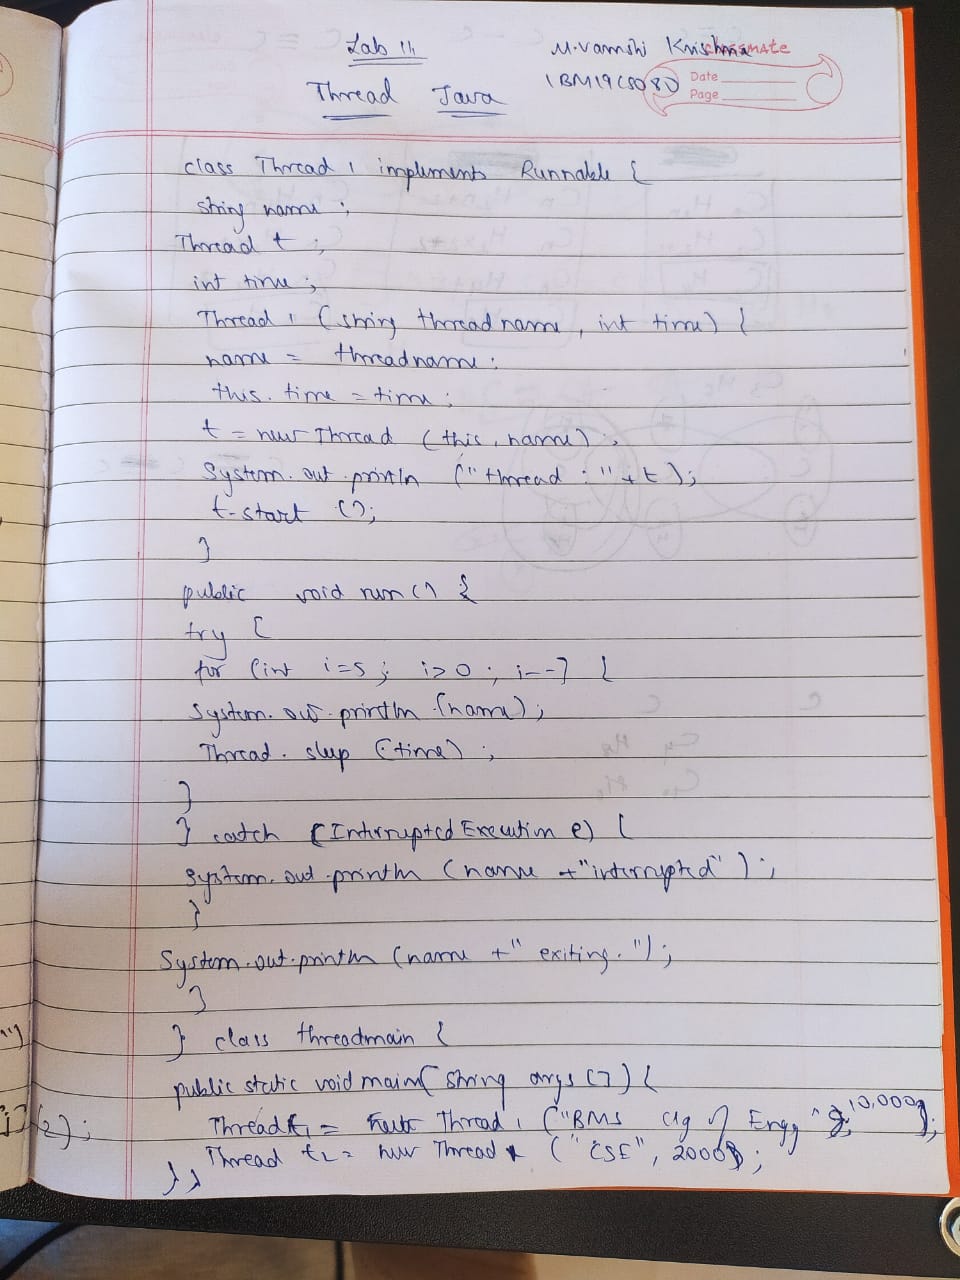 Lab 11
Thread Java
M.Vamshi Krishna
1BM19CS080
classmate
Date
Page
class Thread1 implements Runnable {
string name ;
Thread t ;
int time ;
Thread1 (string threadname, int time) {
name = threadname;
this.time = time;
t = new Thread (this, name);
System.out.println ("thread : " + t);
t.start ();
}
public void run() {
try {
for (int i=5 ; i>0 ; i--) {
System.out.println (name);
Thread.sleep (time) ;
}
} catch (Interrupted Execution e) {
System.out.println (name + "interrupted") ;
}
System.out.println (name + " exiting.");
}
} class threadmain {
public static void main(string args []) {
Thread t1 = new Thread1 ("BMS Clg of Engg", 10,000);
Thread t2 = new Thread ("CSE", 2000);
} }